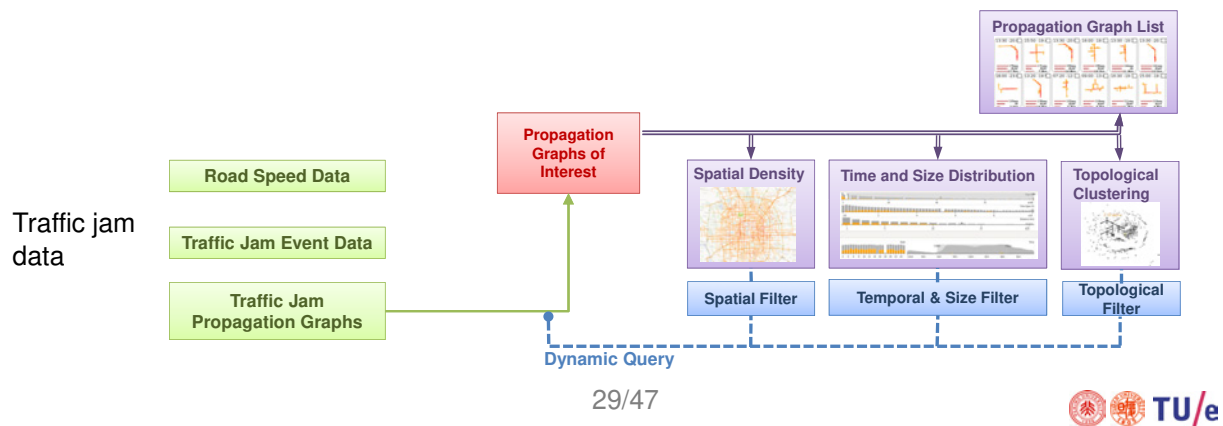 Propagation Graph List
Propagation
Graphs of
Interest
Road Speed Data
Spatial Density
Time and Size Distribution
Topological
Clustering
Traffic jam
data
Traffic Jam Event Data
Traffic Jam
Propagation Graphs
Spatial Filter
Temporal & Size Filter
Topological
Filter
Dynamic Query
29/47
TU/e